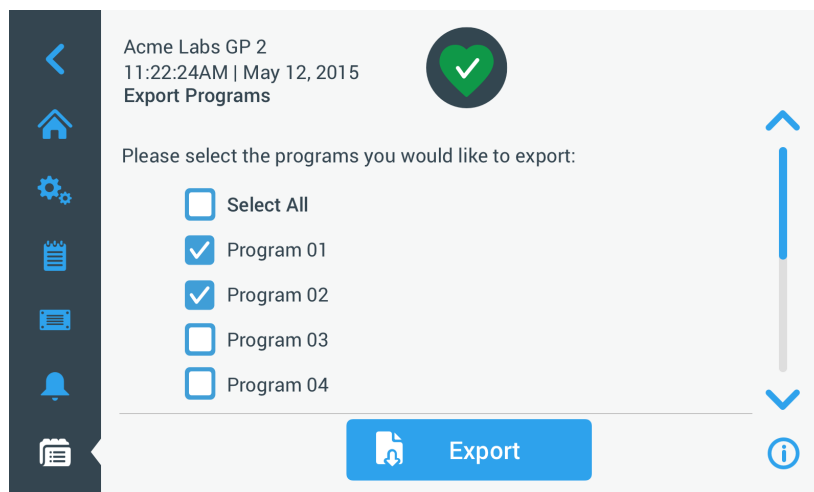 Acme Labs GP 2
11:22:24AM | May 12, 2015
Export Programs
Please select the programs you would like to export:
Select All
Program 01
Program 02
Program 03
Program 04
Export